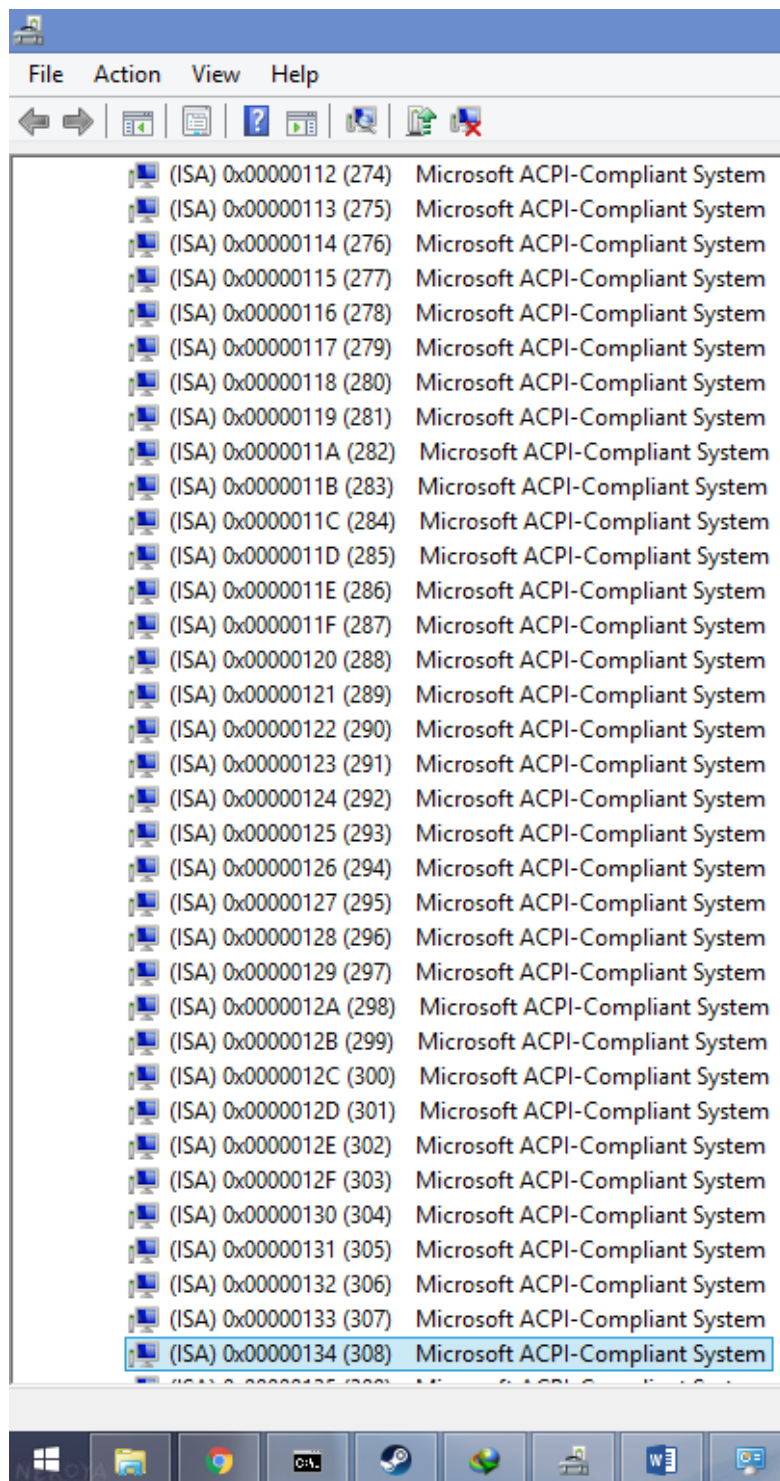 File Action View Help
(ISA) 0x00000112 (274) Microsoft ACPI-Compliant System
(ISA) 0x00000113 (275) Microsoft ACPI-Compliant System
(ISA) 0x00000114 (276) Microsoft ACPI-Compliant System
(ISA) 0x00000115 (277) Microsoft ACPI-Compliant System
(ISA) 0x00000116 (278) Microsoft ACPI-Compliant System
(ISA) 0x00000117 (279) Microsoft ACPI-Compliant System
(ISA) 0x00000118 (280) Microsoft ACPI-Compliant System
(ISA) 0x00000119 (281) Microsoft ACPI-Compliant System
(ISA) 0x0000011A (282) Microsoft ACPI-Compliant System
(ISA) 0x0000011B (283) Microsoft ACPI-Compliant System
(ISA) 0x0000011C (284) Microsoft ACPI-Compliant System
(ISA) 0x0000011D (285) Microsoft ACPI-Compliant System
(ISA) 0x0000011E (286) Microsoft ACPI-Compliant System
(ISA) 0x0000011F (287) Microsoft ACPI-Compliant System
(ISA) 0x00000120 (288) Microsoft ACPI-Compliant System
(ISA) 0x00000121 (289) Microsoft ACPI-Compliant System
(ISA) 0x00000122 (290) Microsoft ACPI-Compliant System
(ISA) 0x00000123 (291) Microsoft ACPI-Compliant System
(ISA) 0x00000124 (292) Microsoft ACPI-Compliant System
(ISA) 0x00000125 (293) Microsoft ACPI-Compliant System
(ISA) 0x00000126 (294) Microsoft ACPI-Compliant System
(ISA) 0x00000127 (295) Microsoft ACPI-Compliant System
(ISA) 0x00000128 (296) Microsoft ACPI-Compliant System
(ISA) 0x00000129 (297) Microsoft ACPI-Compliant System
(ISA) 0x0000012A (298) Microsoft ACPI-Compliant System
(ISA) 0x0000012B (299) Microsoft ACPI-Compliant System
(ISA) 0x0000012C (300) Microsoft ACPI-Compliant System
(ISA) 0x0000012D (301) Microsoft ACPI-Compliant System
(ISA) 0x0000012E (302) Microsoft ACPI-Compliant System
(ISA) 0x0000012F (303) Microsoft ACPI-Compliant System
(ISA) 0x00000130 (304) Microsoft ACPI-Compliant System
(ISA) 0x00000131 (305) Microsoft ACPI-Compliant System
(ISA) 0x00000132 (306) Microsoft ACPI-Compliant System
(ISA) 0x00000133 (307) Microsoft ACPI-Compliant System
(ISA) 0x00000134 (308) Microsoft ACPI-Compliant System